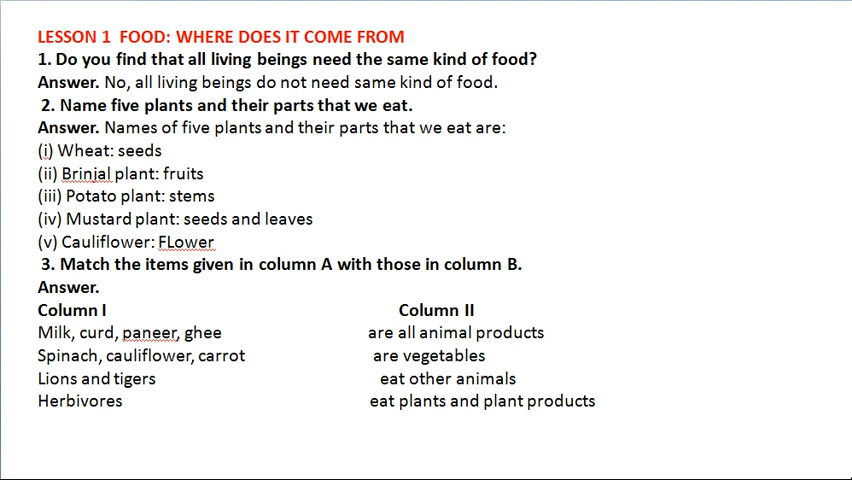 LESSON 1 FOOD: WHERE DOES IT COME FROM
1. Do you find that all living beings need the same kind of food?
Answer. No, all living beings do not need same kind of food.
2. Name five plants and their parts that we eat.
Answer. Names of five plants and their parts that we eat are:
(i) Wheat: seeds
(ii) Brinjal plant: fruits
(iii) Potato plant: stems
(iv) Mustard plant: seeds and leaves
(v) Cauliflower: FLower
3. Match the items given in column A with those in column B.
Answer.
Column I Column II
Milk, curd, paneer, ghee are all animal products
Spinach, cauliflower, carrot are vegetables
Lions and tigers eat other animals
Herbivores eat plants and plant products